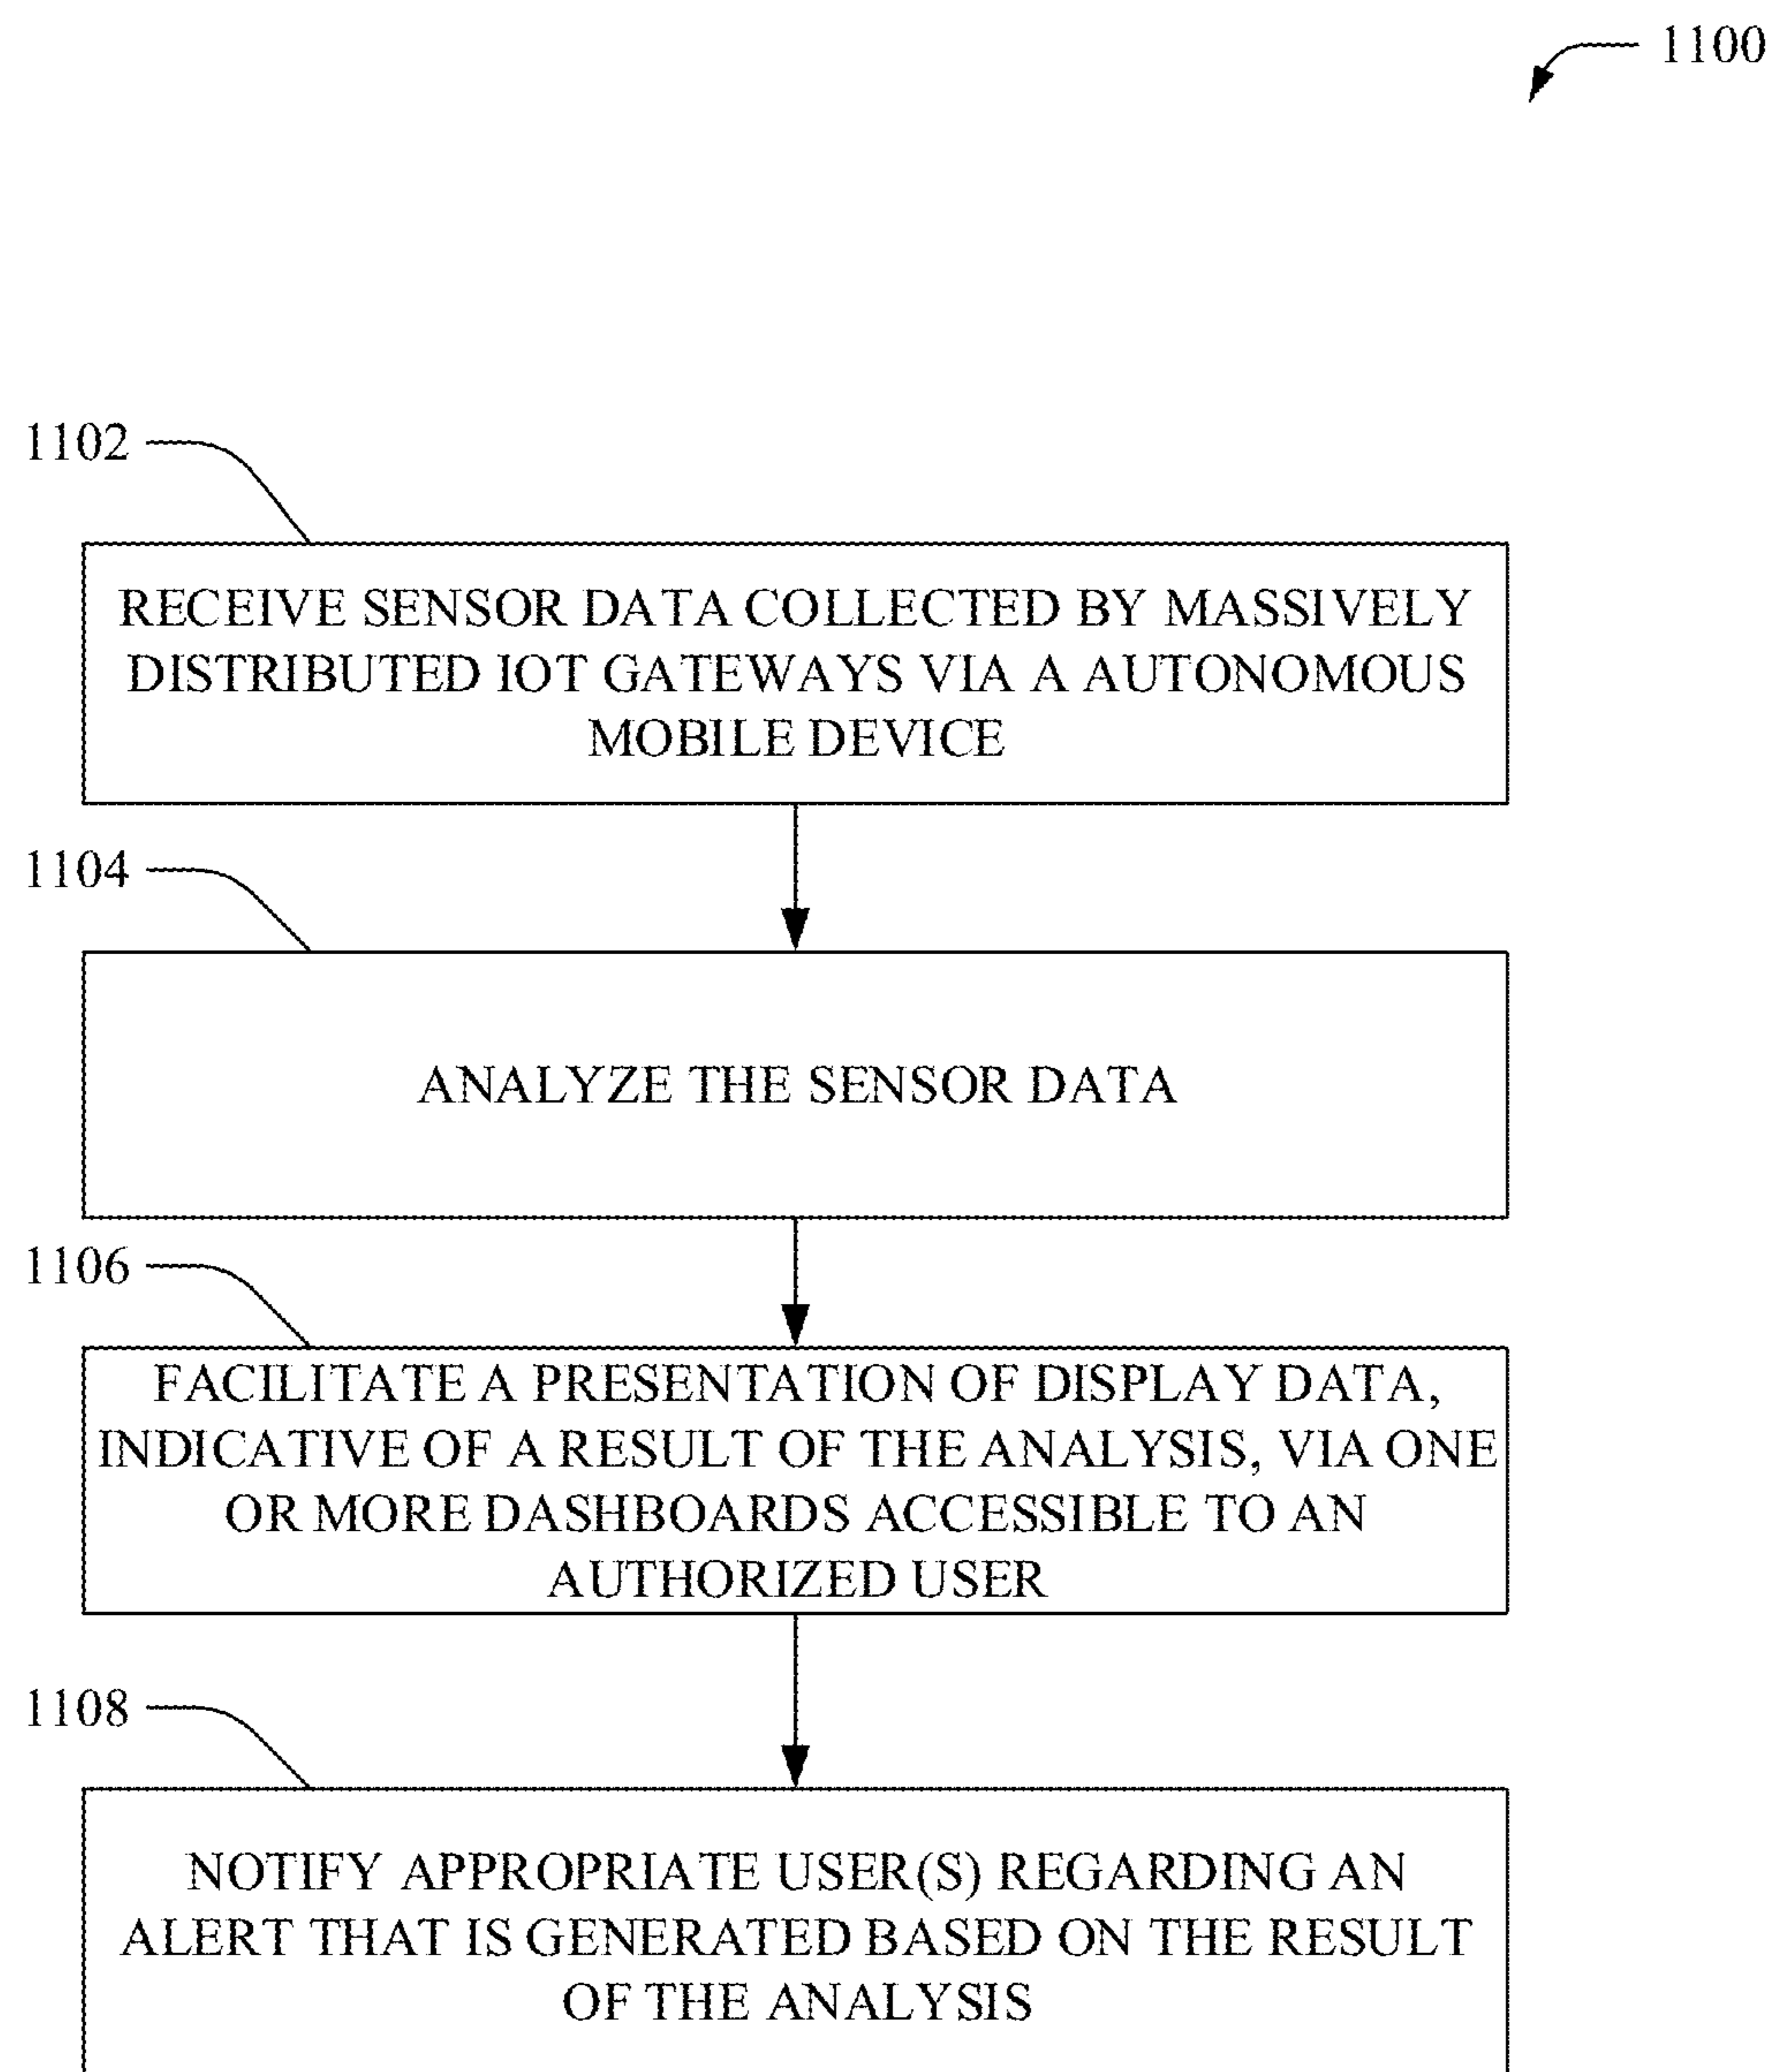 1100
1102
RECEIVE SENSOR DATA COLLECTED BY MASSIVELY
DISTRIBUTED IOT GATEWAYS VIA A AUTONOMOUS
MOBILE DEVICE
1104
ANALYZE THE SENSOR DATA
1106
FACILITATE A PRESENTATION OF DISPLAY DATA,
INDICATIVE OF A RESULT OF THE ANALYSIS, VIA ONE
OR MORE DASHBOARDS ACCESSIBLE TO AN
AUTHORIZED USER
1108
NOTIFY APPROPRIATE USER(S) REGARDING AN
ALERT THAT IS GENERATED BASED ON THE RESULT
OF THE ANALYSIS